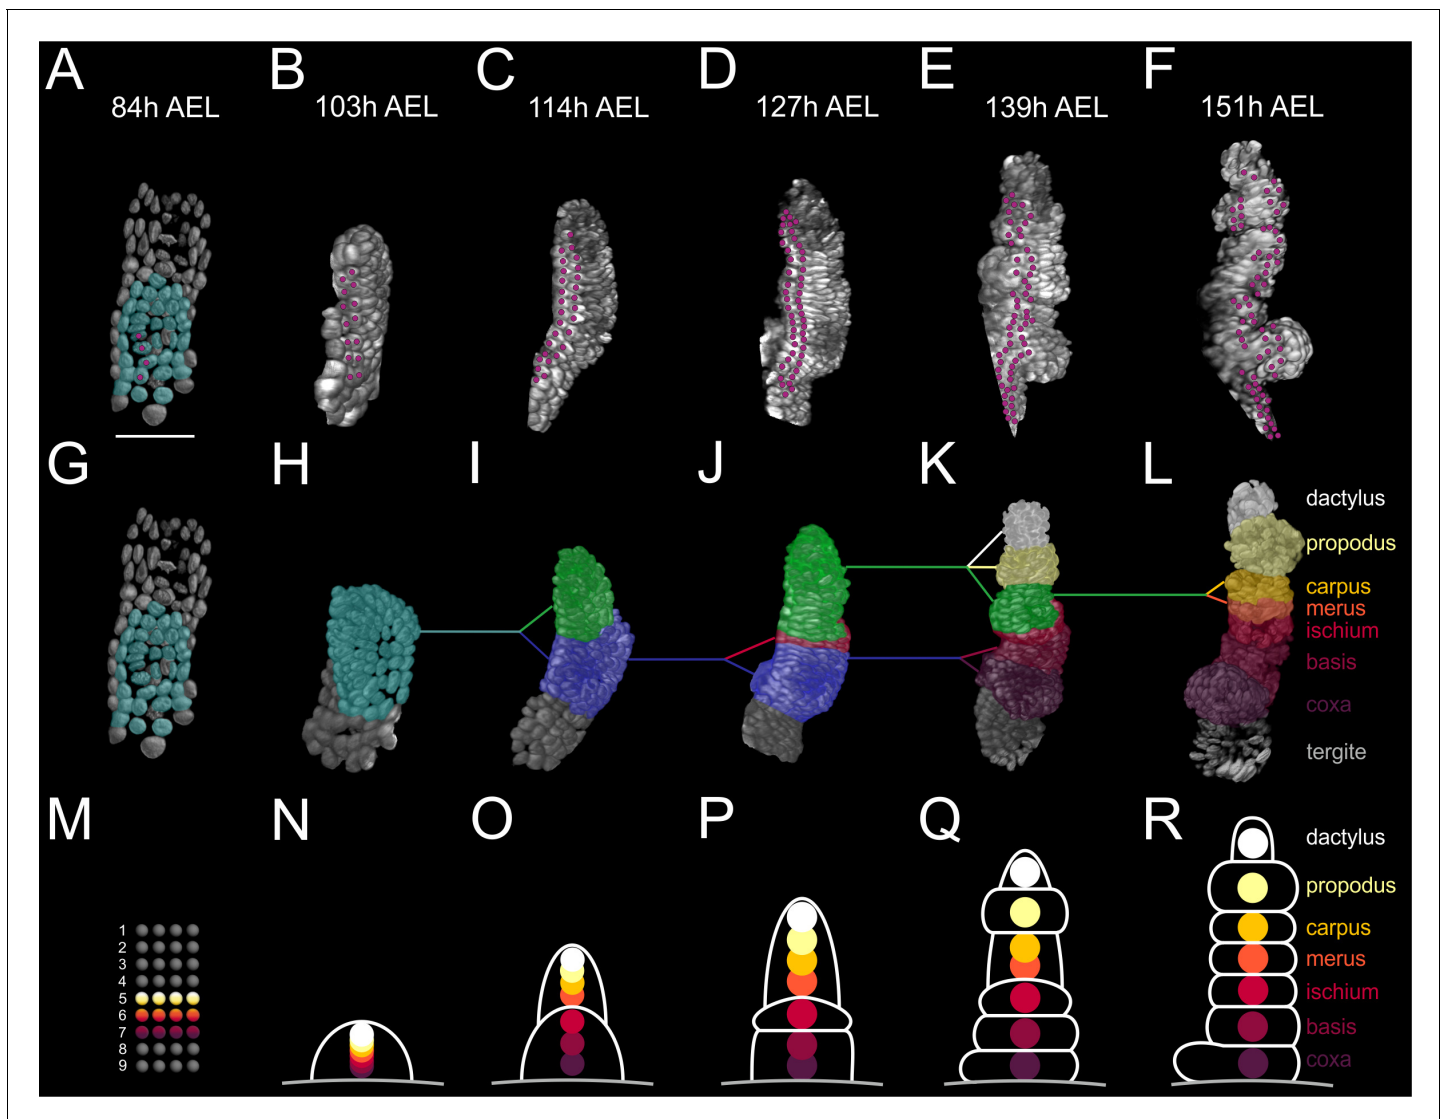 A B C D E F
84h AEL 103h AEL 114h AEL 127h AEL 139h AEL 151h AEL
G H I J K L
dactylus
propodus
carpus
merus
ischium
basis
coxa
tergite
M N O P Q R
dactylus
propodus
carpus
merus
ischium
basis
coxa
1
2
3
4
5
6
7
8
9